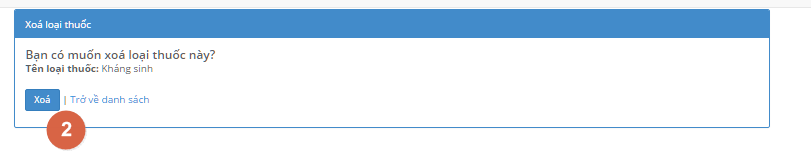 Xoá loại thuốc
Bạn có muốn xoá loại thuốc này?
Tên loại thuốc: Kháng sinh
Xoá | Trở về danh sách
2